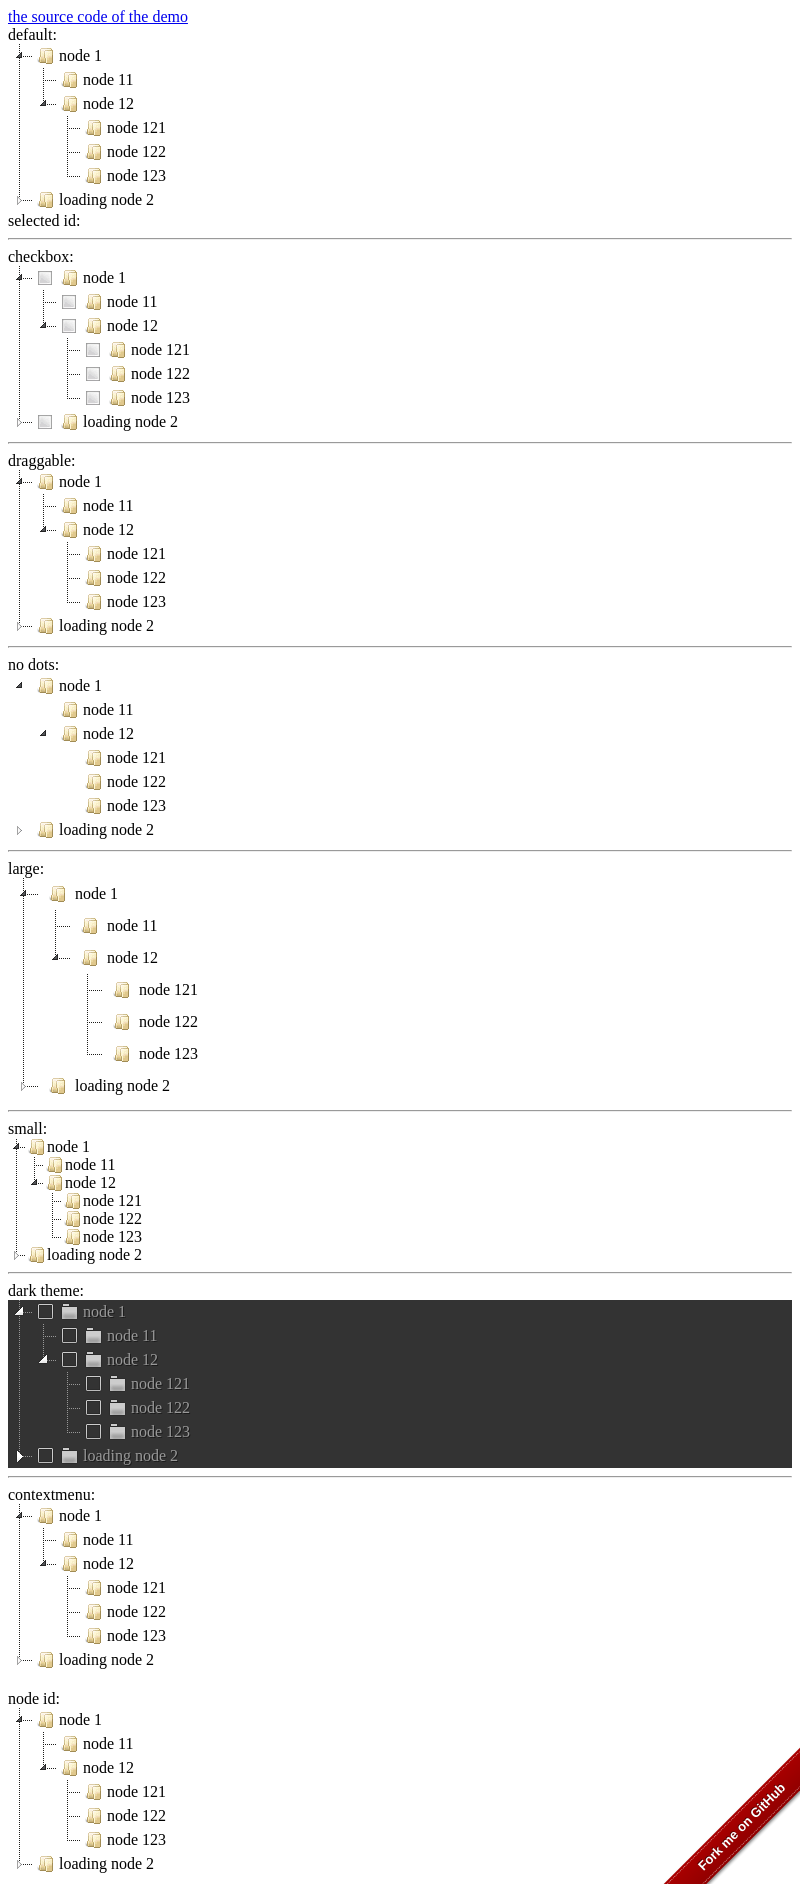 the source code of the demo
default:
node 1
node 11
node 12
node 121
node 122
node 123
loading node 2
selected id:
checkbox:
node 1
node 11
node 12
node 121
node 122
node 123
loading node 2
draggable:
node 1
node 11
node 12
node 121
node 122
node 123
loading node 2
no dots:
node 1
node 11
node 12
node 121
node 122
node 123
loading node 2
large:
node 1
node 11
node 12
node 121
node 122
node 123
loading node 2
small:
node 1
node 11
node 12
node 121
node 122
node 123
loading node 2
dark theme:
node 1
node 11
node 12
node 121
node 122
node 123
loading node 2
contextmenu:
node 1
node 11
node 12
node 121
node 122
node 123
loading node 2
node id:
node 1
node 11
node 12
node 121
node 122
node 123
loading node 2
Fork me on GitHub